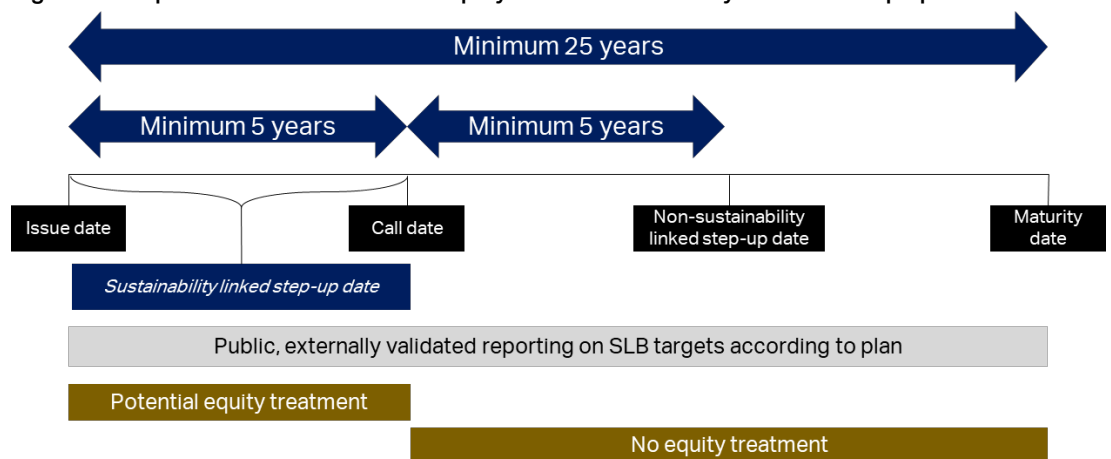 Minimum 25 years
Minimum 5 years
Minimum 5 years
Issue date
Call date
Non-sustainability
linked step-up date
Maturity
date
Sustainability linked step-up date
Public, externally validated reporting on SLB targets according to plan
Potential equity treatment
No equity treatment